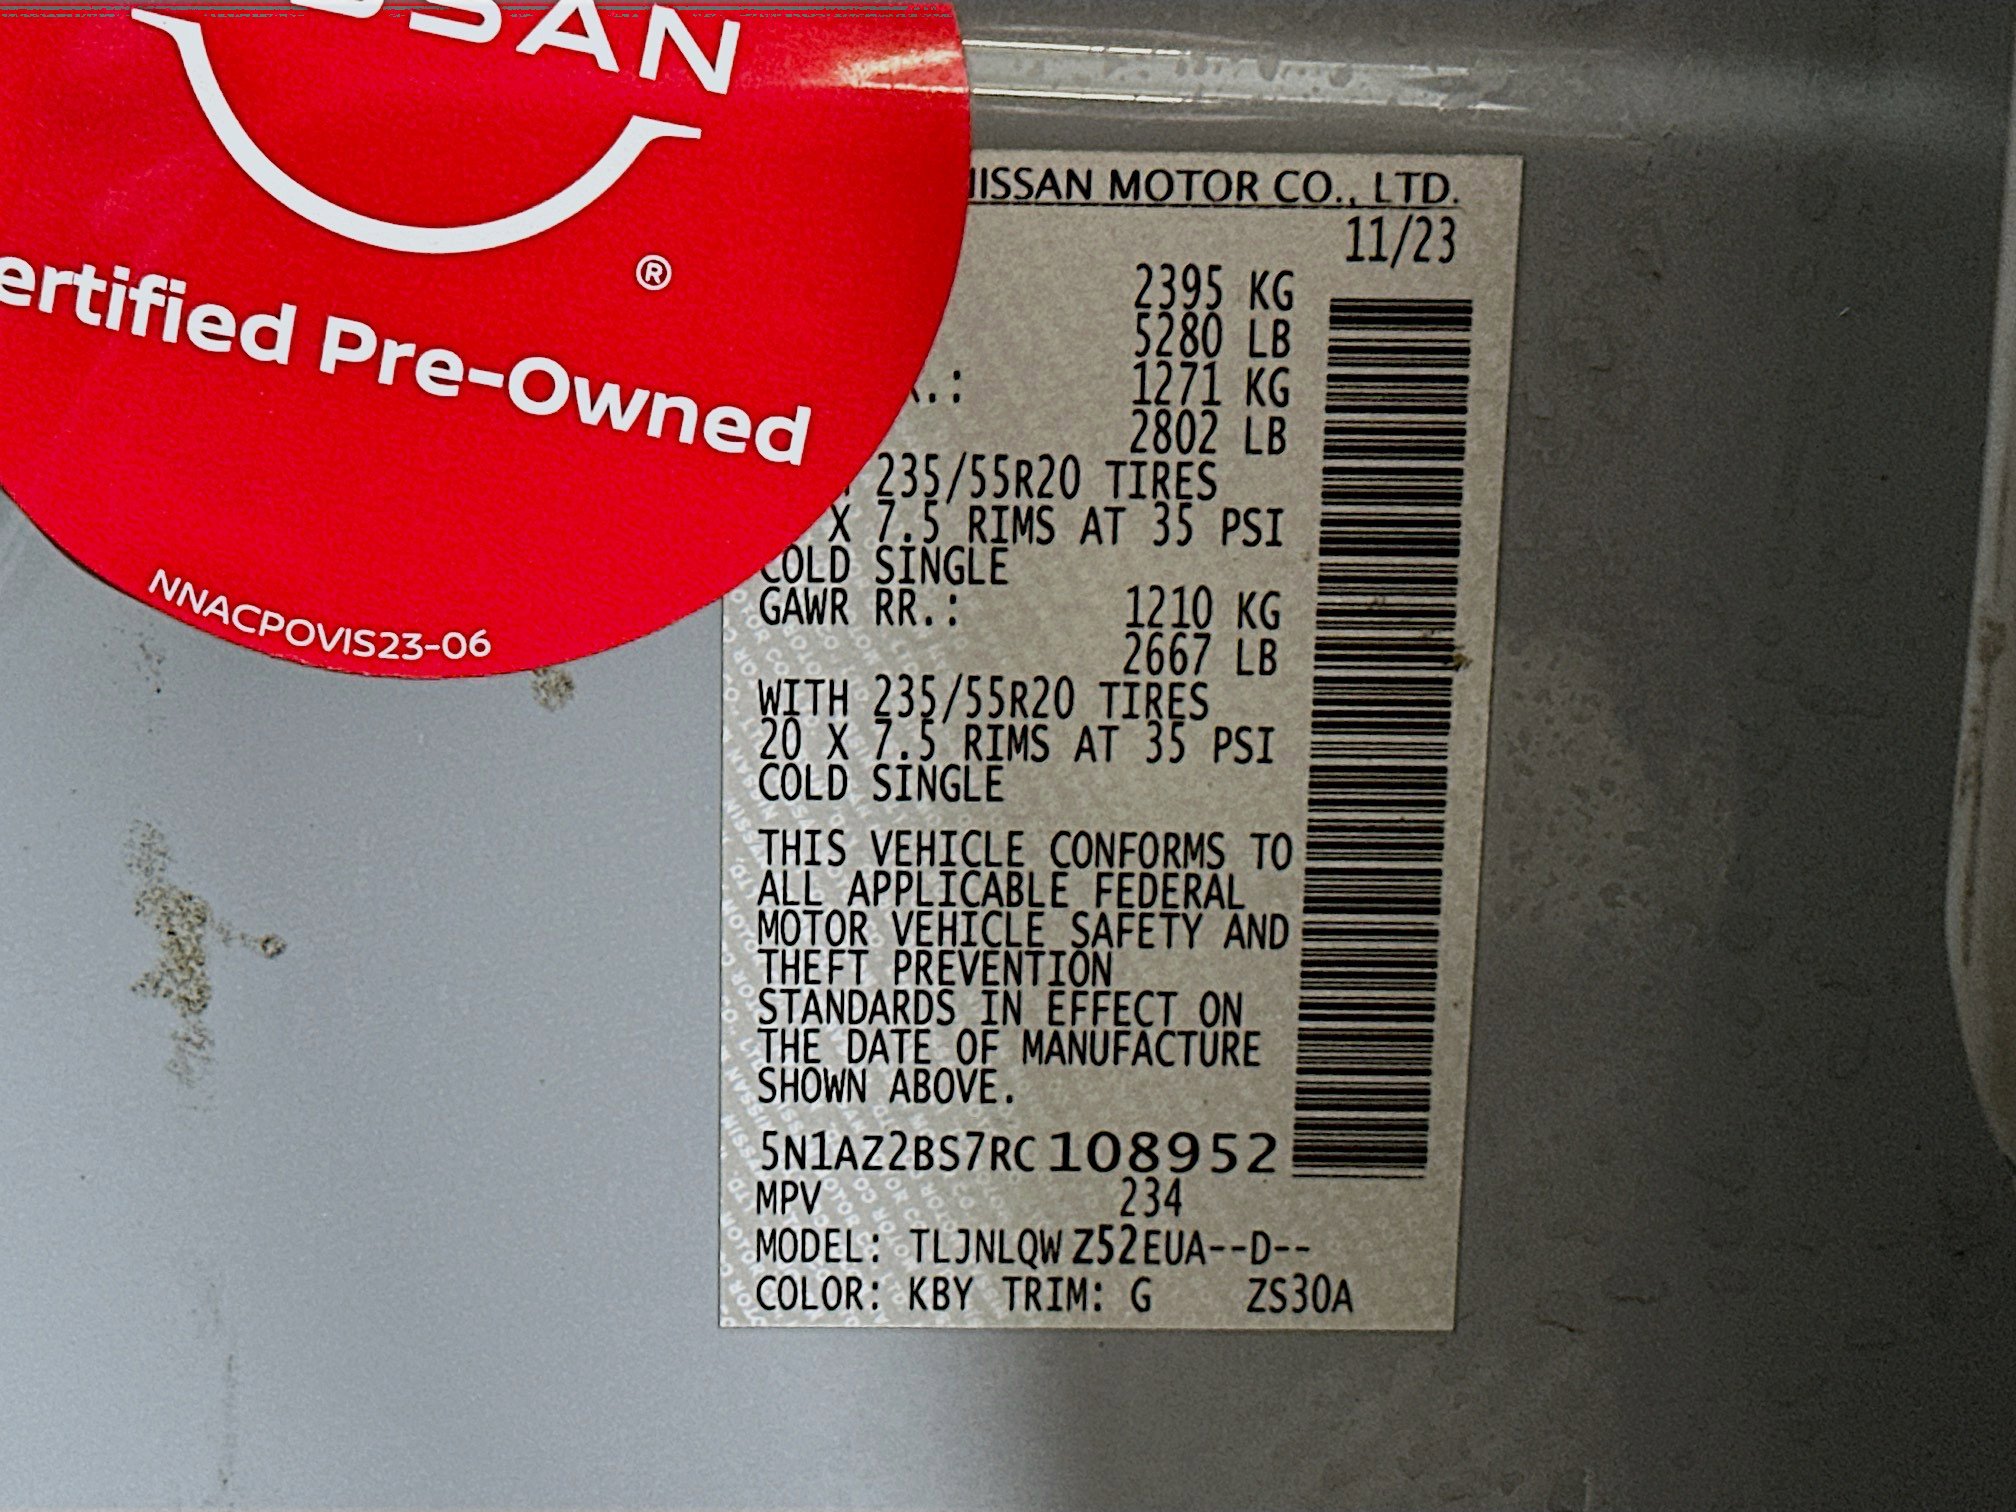 SSAN
®
ertified Pre-Owned
NNACPOVIS23-06
ISSAN MOTOR CO., LTD.
11/23
2395 KG
5280 LB
.: 1271 KG
2802 LB
235/55R20 TIRES
X 7.5 RIMS AT 35 PSI
COLD SINGLE
GAWR RR.: 1210 KG
2667 LB
WITH 235/55R20 TIRES
20 X 7.5 RIMS AT 35 PSI
COLD SINGLE
THIS VEHICLE CONFORMS TO
ALL APPLICABLE FEDERAL
MOTOR VEHICLE SAFETY AND
THEFT PREVENTION
STANDARDS IN EFFECT ON
THE DATE OF MANUFACTURE
SHOWN ABOVE.
5N1AZ2BS7RC108952
MPV 234
MODEL: TLJNLQW Z52EUA--D--
COLOR: KBY TRIM: G ZS30A